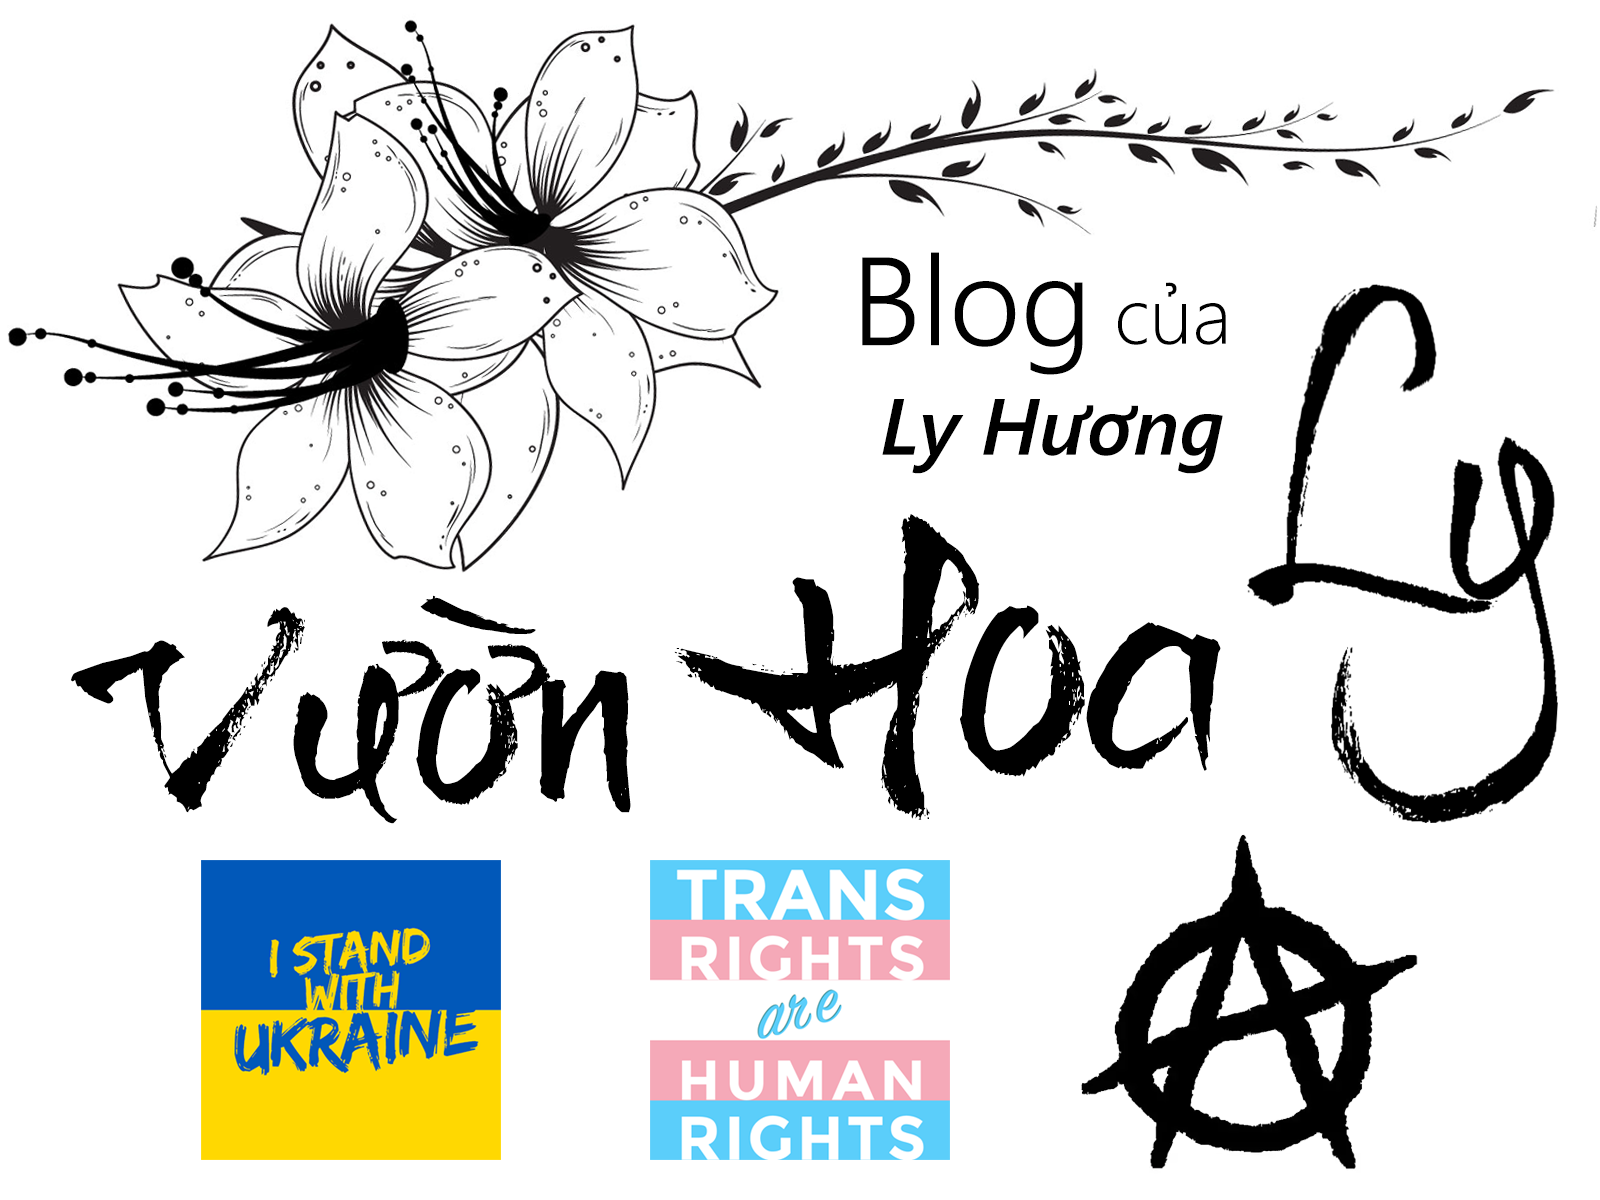 Blog của
Ly Hương
Vườn Hoa Ly
I STAND
WITH
UKRAINE
TRANS
RIGHTS
are
HUMAN
RIGHTS